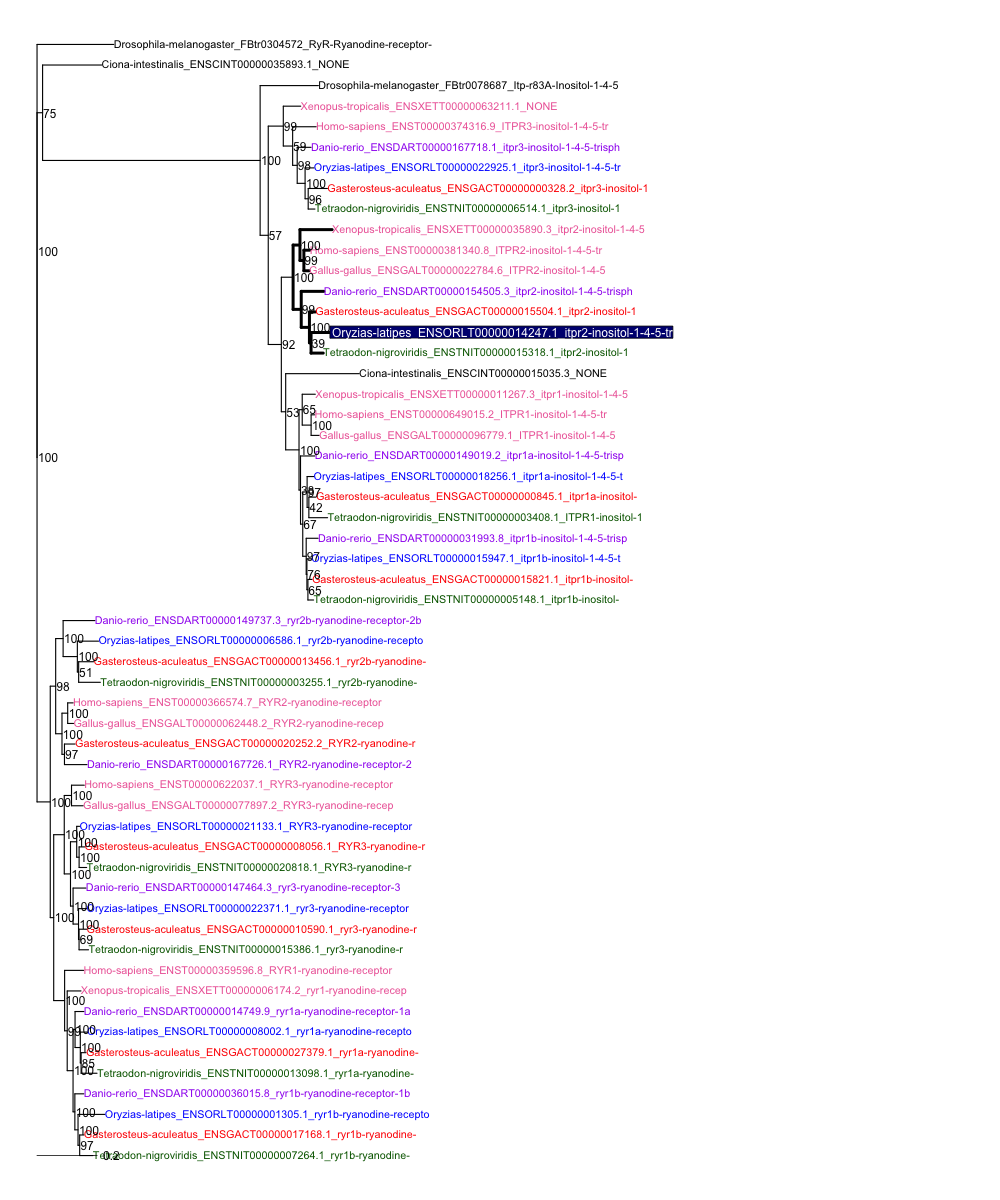 Drosophila-melanogaster_FBtr0304572_RyR-Ryanodine-receptor-
Ciona-intestinalis_ENSCINT00000035893.1_NONE
Drosophila-melanogaster_FBtr0078687_Itp-r83A-Inositol-1-4-5
75
Xenopus-tropicalis_ENSXETT00000063211.1_NONE
99
Homo-sapiens_ENST00000374316.9_ITPR3-inositol-1-4-5-tr
59
Danio-rerio_ENSDART00000167718.1_itpr3-inositol-1-4-5-trisph
100
98
Oryzias-latipes_ENSORLT00000022925.1_itpr3-inositol-1-4-5-tr
100
Gasterosteus-aculeatus_ENSGACT00000000328.2_itpr3-inositol-1
96
Tetraodon-nigroviridis_ENSTNIT00000006514.1_itpr3-inositol-1
57
Xenopus-tropicalis_ENSXETT00000035890.3_itpr2-inositol-1-4-5
100
100
Homo-sapiens_ENST00000381340.8_ITPR2-inositol-1-4-5-tr
99
Gallus-gallus_ENSGALT00000022784.6_ITPR2-inositol-1-4-5
100
Danio-rerio_ENSDART00000154505.3_itpr2-inositol-1-4-5-trisph
99
Gasterosteus-aculeatus_ENSGACT00000015504.1_itpr2-inositol-1
100
Oryzias-latipes_ENSORLT00000014247.1_itpr2-inositol-1-4-5-tr
92
39
Tetraodon-nigroviridis_ENSTNIT00000015318.1_itpr2-inositol-1
Ciona-intestinalis_ENSCINT00000015035.3_NONE
Xenopus-tropicalis_ENSXETT00000011267.3_itpr1-inositol-1-4-5
53
65
Homo-sapiens_ENST00000649015.2_ITPR1-inositol-1-4-5-tr
100
Gallus-gallus_ENSGALT00000096779.1_ITPR1-inositol-1-4-5
100
100
Danio-rerio_ENSDART00000149019.2_itpr1a-inositol-1-4-5-trisp
Oryzias-latipes_ENSORLT00000018256.1_itpr1a-inositol-1-4-5-t
Gasterosteus-aculeatus_ENSGACT00000000845.1_itpr1a-inositol-
42
Tetraodon-nigroviridis_ENSTNIT00000003408.1_ITPR1-inositol-1
67
Danio-rerio_ENSDART00000031993.8_itpr1b-inositol-1-4-5-trisp
97
Oryzias-latipes_ENSORLT00000015947.1_itpr1b-inositol-1-4-5-t
76
Gasterosteus-aculeatus_ENSGACT00000015821.1_itpr1b-inositol-
65
Tetraodon-nigroviridis_ENSTNIT00000005148.1_itpr1b-inositol-
Danio-rerio_ENSDART00000149737.3_ryr2b-ryanodine-receptor-2b
100
Oryzias-latipes_ENSORLT00000006586.1_ryr2b-ryanodine-recepto
100
Gasterosteus-aculeatus_ENSGACT00000013456.1_ryr2b-ryanodine-
51
Tetraodon-nigroviridis_ENSTNIT00000003255.1_ryr2b-ryanodine-
98
Homo-sapiens_ENST00000366574.7_RYR2-ryanodine-receptor
100
Gallus-gallus_ENSGALT00000062448.2_RYR2-ryanodine-recep
100
Gasterosteus-aculeatus_ENSGACT00000020252.2_RYR2-ryanodine-r
97
Danio-rerio_ENSDART00000167726.1_RYR2-ryanodine-receptor-2
Homo-sapiens_ENST00000622037.1_RYR3-ryanodine-receptor
100
100
Gallus-gallus_ENSGALT00000077897.2_RYR3-ryanodine-recep
Oryzias-latipes_ENSORLT00000021133.1_RYR3-ryanodine-receptor
100
100
Gasterosteus-aculeatus_ENSGACT00000008056.1_RYR3-ryanodine-r
100
Tetraodon-nigroviridis_ENSTNIT00000020818.1_RYR3-ryanodine-r
100
Danio-rerio_ENSDART00000147464.3_ryr3-ryanodine-receptor-3
100
Oryzias-latipes_ENSORLT00000022371.1_ryr3-ryanodine-receptor
100
100
Gasterosteus-aculeatus_ENSGACT00000010590.1_ryr3-ryanodine-r
69
Tetraodon-nigroviridis_ENSTNIT00000015386.1_ryr3-ryanodine-r
Homo-sapiens_ENST00000359596.8_RYR1-ryanodine-receptor
Xenopus-tropicalis_ENSXETT00000006174.2_ryr1-ryanodine-recep
100
Danio-rerio_ENSDART00000014749.9_ryr1a-ryanodine-receptor-1a
99
100
Oryzias-latipes_ENSORLT00000008002.1_ryr1a-ryanodine-recepto
100
Gasterosteus-aculeatus_ENSGACT00000027379.1_ryr1a-ryanodine-
85
100
Tetraodon-nigroviridis_ENSTNIT00000013098.1_ryr1a-ryanodine-
Danio-rerio_ENSDART00000036015.8_ryr1b-ryanodine-receptor-1b
100
Oryzias-latipes_ENSORLT00000001305.1_ryr1b-ryanodine-recepto
100
Gasterosteus-aculeatus_ENSGACT00000017168.1_ryr1b-ryanodine-
97
Tetraodon-nigroviridis_ENSTNIT00000007264.1_ryr1b-ryanodine-
0.2